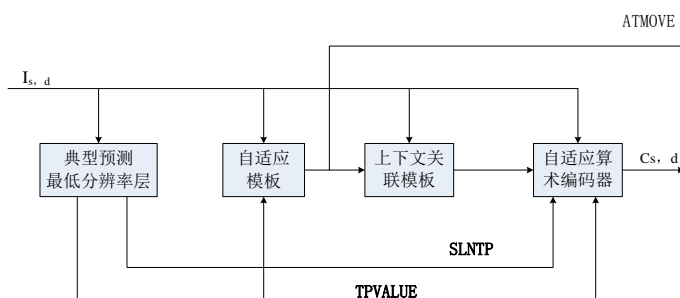 ATMOVE
Is, d
典型预测
最低分辨率层
自适应
模板
上下文关
联模板
自适应算
术编码器
Cs, d
SLNTP
TPVALUE